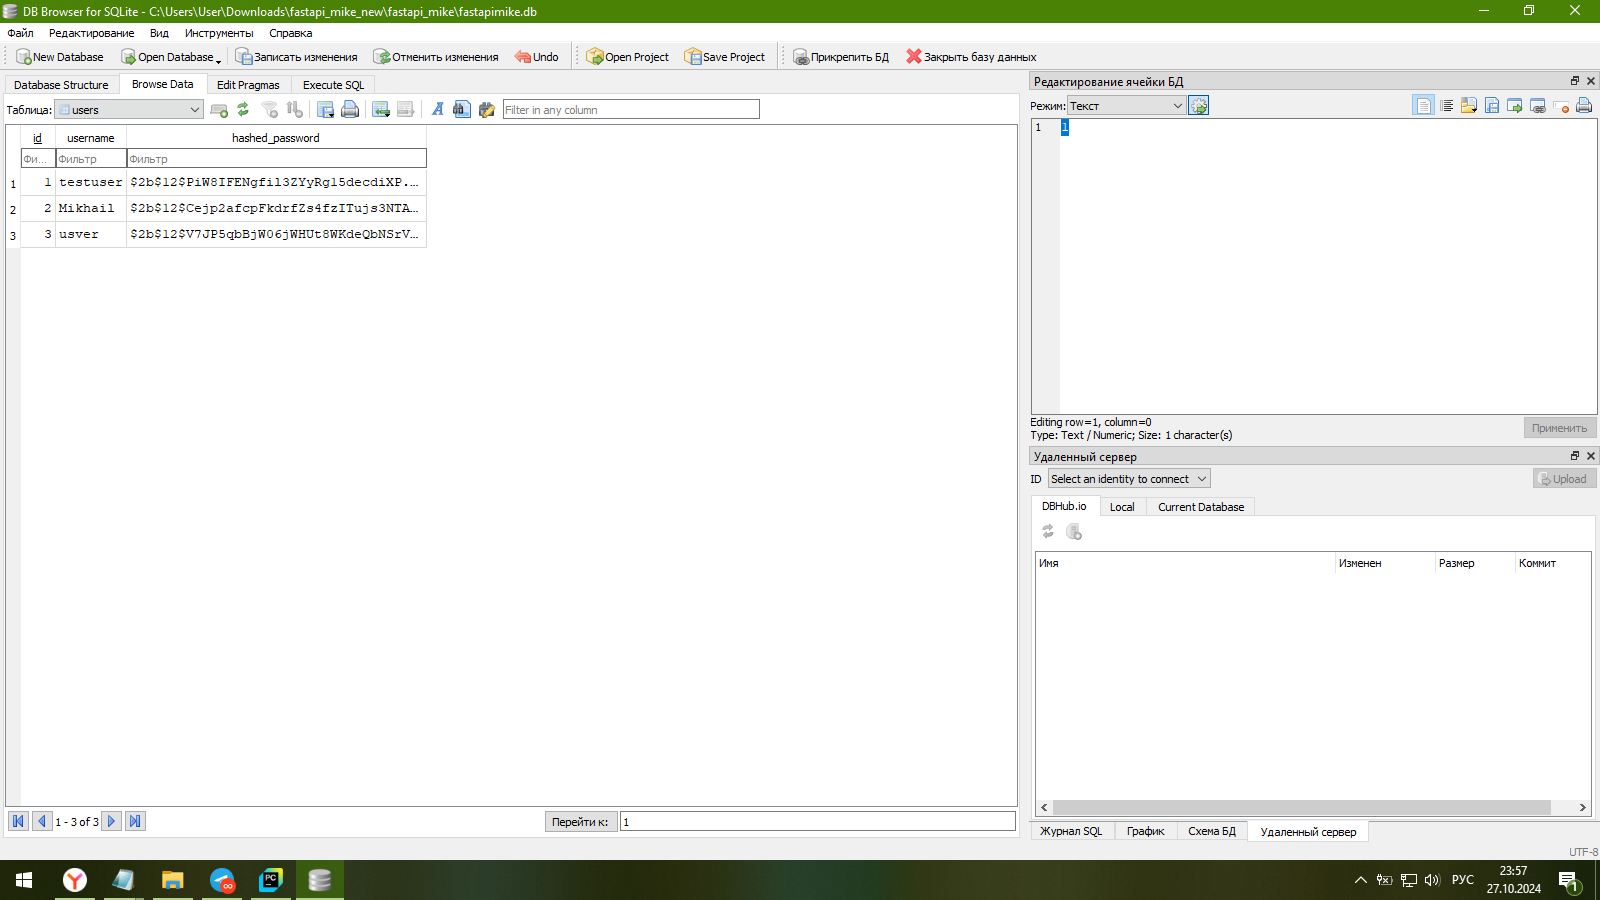 DB Browser for SQLite - C:\Users\User\Downloads\fastapi_mike_new\fastapi_mike\fastapimike.db
Файл Редактирование Вид Инструменты Справка
New Database Open Database Записать изменения Отменить изменения Undo Open Project Save Project Прикрепить БД Закрыть базу данных
Database Structure Browse Data Edit Pragmas Execute SQL
Таблица: users Filter in any column
id username hashed_password
Фи... Фильтр Фильтр
1 1 testuser $2b$12$PiW8IFENgfil3ZYyRgl5decdiXP....
2 2 Mikhail $2b$12$Cejp2afcpFkdrfZs4fzITujs3NTA...
3 3 usver $2b$12$V7JP5qbBjW06jWHUt8WKdeQbNSrV...
1 - 3 of 3 Перейти к: 1
Редактирование ячейки БД
Режим: Текст
1 1
Editing row=1, column=0
Type: Text / Numeric; Size: 1 character(s)
Применить
Удаленный сервер
ID Select an identity to connect Upload
DBHub.io Local Current Database
Имя Изменен Размер Коммит
Журнал SQL График Схема БД Удаленный сервер
UTF-8
PC
РУС
23:57
27.10.2024
1